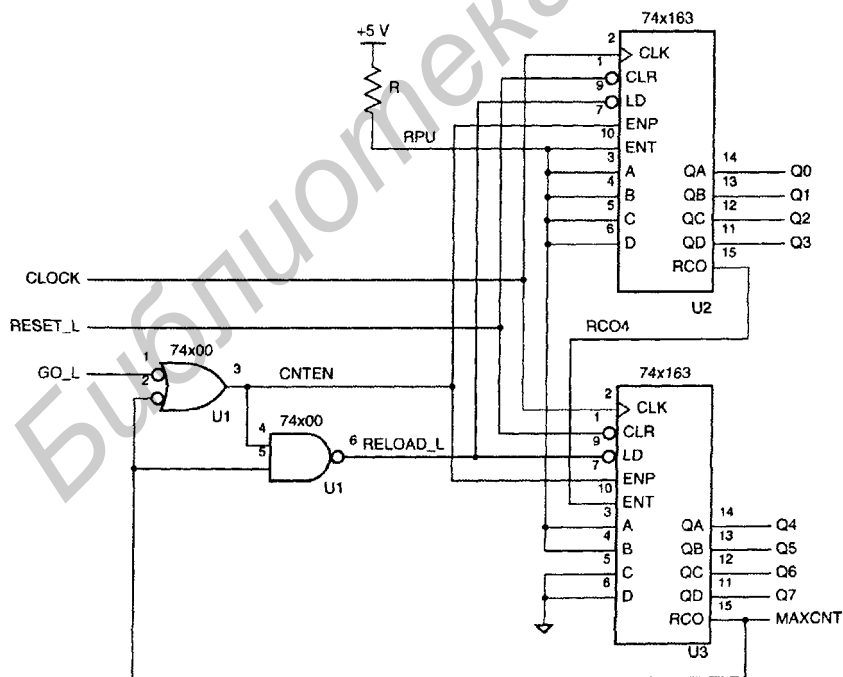 Библиотека
74x163
+5 V
R
RPU
2
CLK
1
CLR
9
LD
7
ENP
10
ENT
3
A
QA
14
Q0
4
B
QB
13
Q1
5
C
QC
12
Q2
6
D
QD
11
Q3
RCO
15
U2
CLOCK
RESET_L
GO_L
1
2
74x00
3
CNTEN
U1
74x00
4
5
6 RELOAD_L
U1
RCO4
74x163
2
CLK
1
CLR
9
LD
7
ENP
10
ENT
3
A
QA
14
Q4
4
B
QB
13
Q5
5
C
QC
12
Q6
6
D
QD
11
Q7
RCO
15
MAXCNT
U3